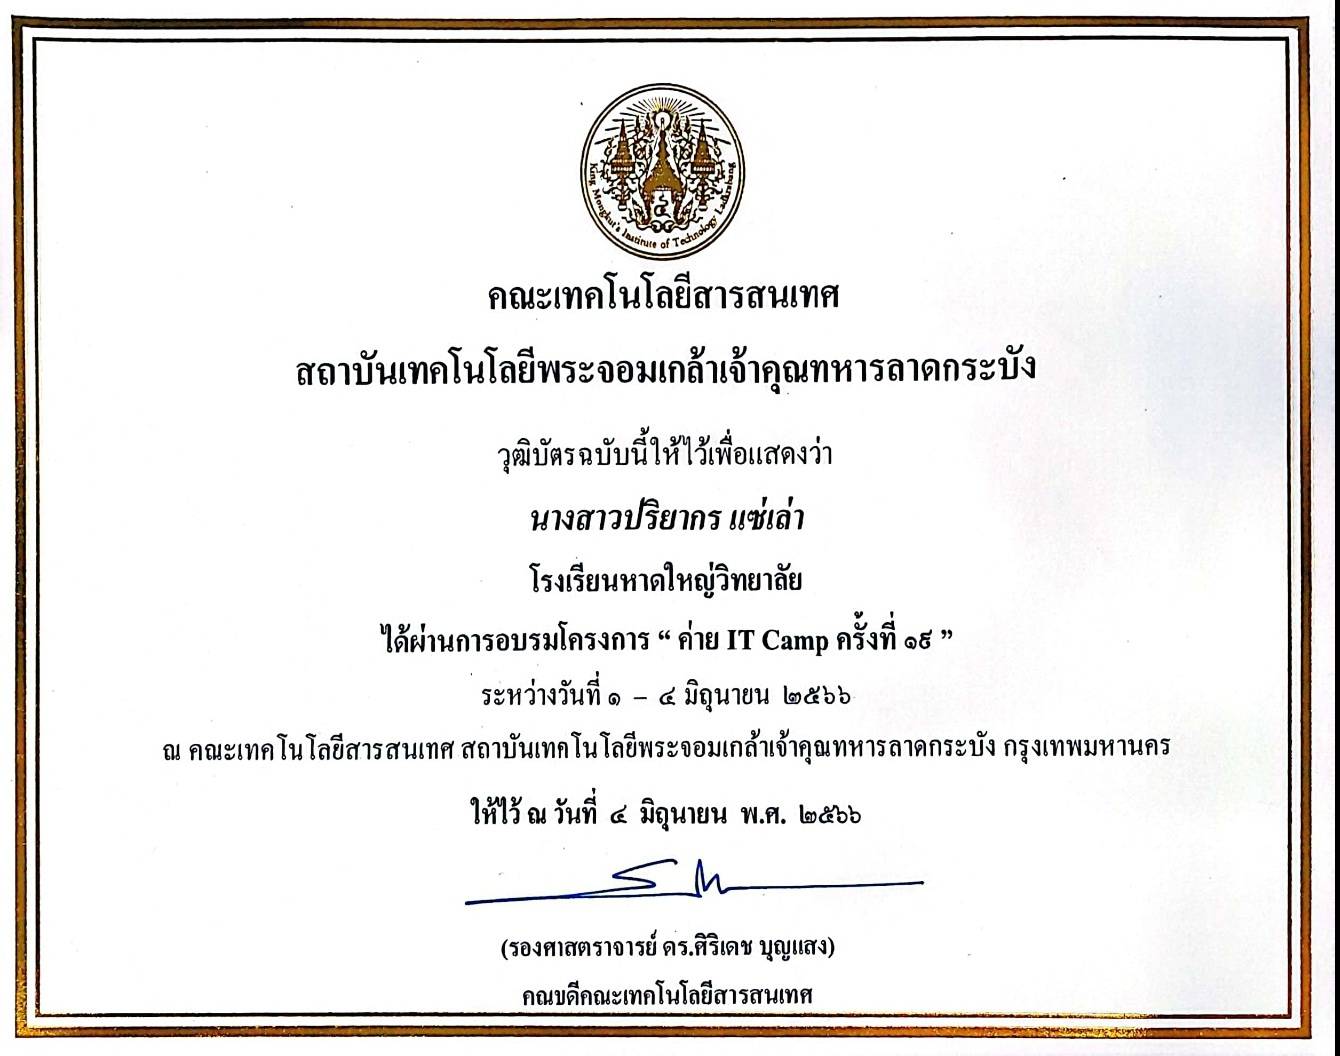 King Mongkut's Institute of Technology Ladkrabang
คณะเทคโนโลยีสารสนเทศ
สถาบันเทคโนโลยีพระจอมเกล้าเจ้าคุณทหารลาดกระบัง
วุฒิบัตรฉบับนี้ให้ไว้เพื่อแสดงว่า
นางสาวปริยากร แซ่เล่า
โรงเรียนหาดใหญ่วิทยาลัย
ได้ผ่านการอบรมโครงการ “ ค่าย IT Camp ครั้งที่ ๑๙ ”
ระหว่างวันที่ ๑ – ๔ มิถุนายน ๒๕๖๖
ณ คณะเทคโนโลยีสารสนเทศ สถาบันเทคโนโลยีพระจอมเกล้าเจ้าคุณทหารลาดกระบัง กรุงเทพมหานคร
ให้ไว้ ณ วันที่ ๔ มิถุนายน พ.ศ. ๒๕๖๖
(รองศาสตราจารย์ ดร.ศิริเดช บุญแสง)
คณบดีคณะเทคโนโลยีสารสนเทศ